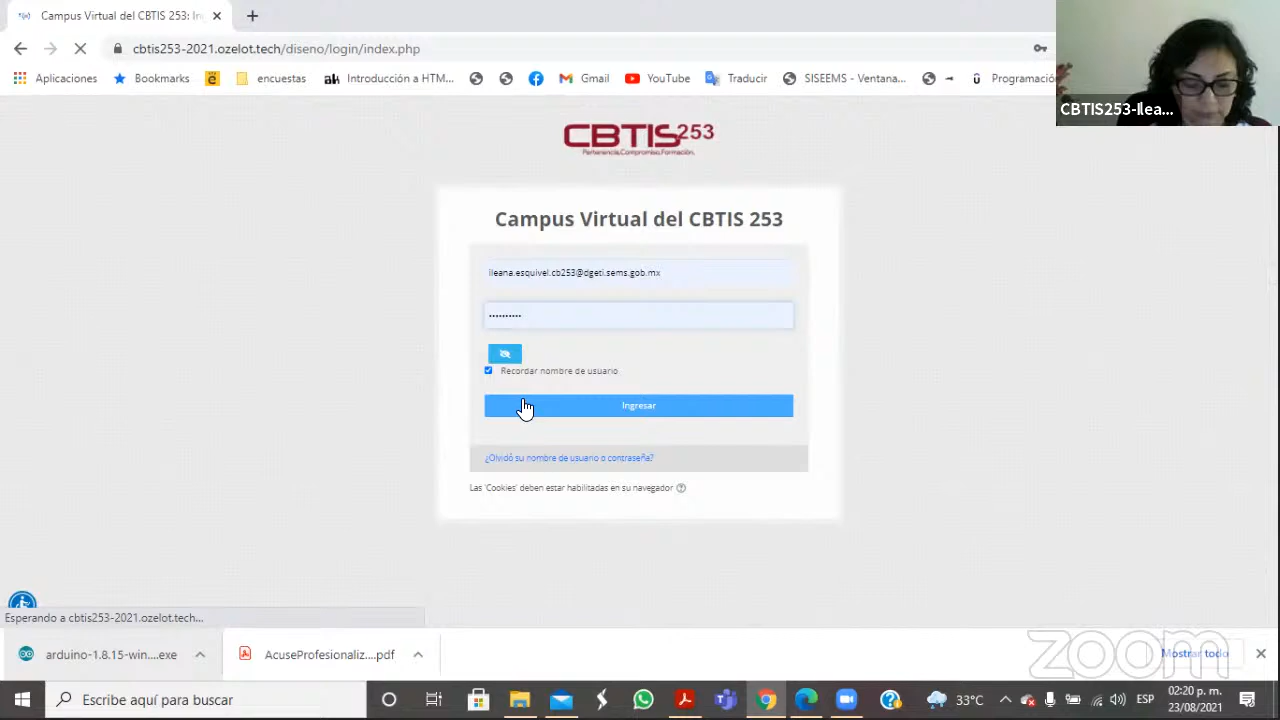 Campus Virtual del CBTIS 253: In
cbtis253-2021.ozelot.tech/diseno/login/index.php
Aplicaciones Bookmarks encuestas ak Introducción a HTM... Gmail YouTube Traducir SISEEMS - Ventana... Programació
CBTIS253-Ilea...
CBTIS253
Pertenencia,Compromiso,Formación.
Campus Virtual del CBTIS 253
ileana.esquivel.cb253@dgeti.sems.gob.mx
Recordar nombre de usuario
Ingresar
¿Olvidó su nombre de usuario o contraseña?
Las 'Cookies' deben estar habilitadas en su navegador
Esperando a cbtis253-2021.ozelot.tech...
arduino-1.8.15-win....exe AcuseProfesionaliz....pdf Mostrar todo
zoom
Escribe aquí para buscar 33°C ESP 02:20 p. m.
23/08/2021